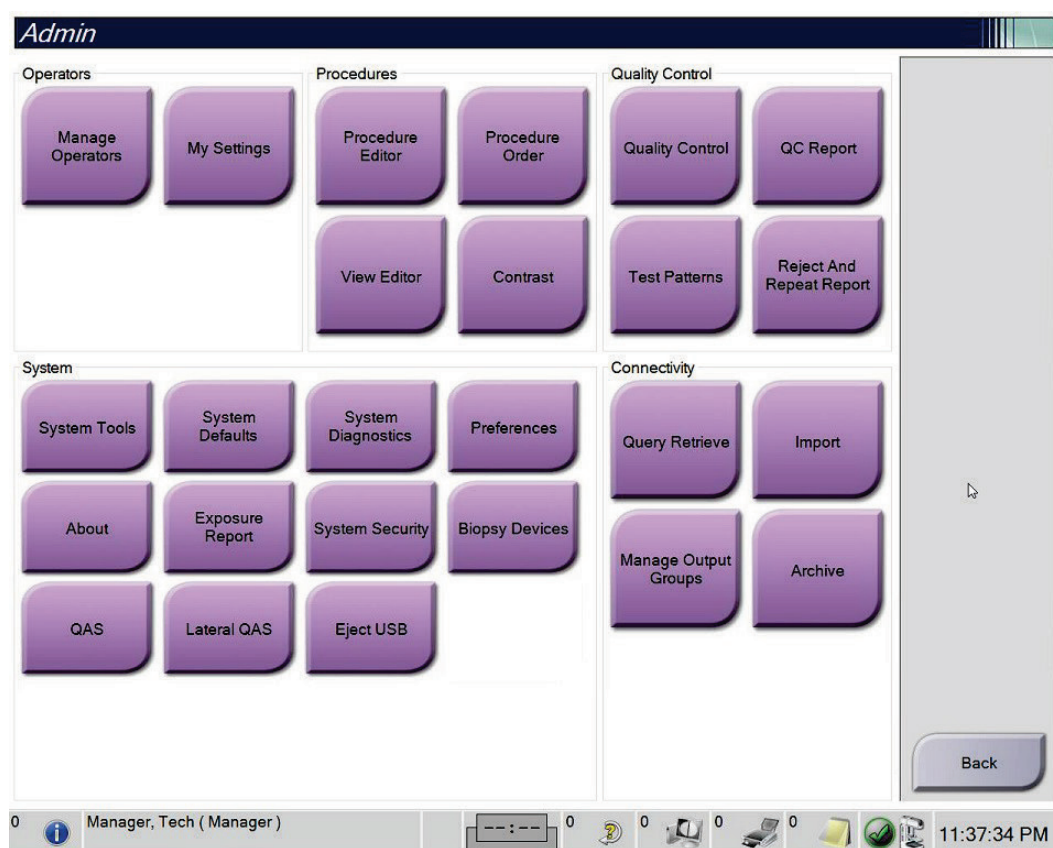 Admin
Operators
Manage
Operators
My Settings
Procedures
Procedure
Editor
Procedure
Order
View Editor
Contrast
Quality Control
Quality Control
QC Report
Test Patterns
Reject And
Repeat Report
System
System Tools
System
Defaults
System
Diagnostics
Preferences
About
Exposure
Report
System Security
Biopsy Devices
QAS
Lateral QAS
Eject USB
Connectivity
Query Retrieve
Import
Manage Output
Groups
Archive
Back
0
Manager, Tech ( Manager )
--:--
0
0
0
0
11:37:34 PM